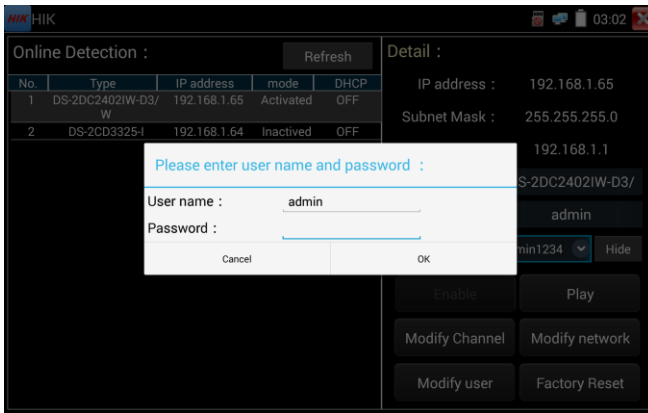 HIK HIK 03:02
Online Detection : Refresh Detail :
No. Type IP address mode DHCP
1 DS-2DC2402IW-D3/W 192.168.1.65 Activated OFF
2 DS-2CD3325-I 192.168.1.64 Inactived OFF
IP address : 192.168.1.65
Subnet Mask : 255.255.255.0
192.168.1.1
S-2DC2402IW-D3/
admin
min1234 Hide
Please enter user name and password :
User name : admin
Password :
Cancel OK
Enable Play
Modify Channel Modify network
Modify user Factory Reset